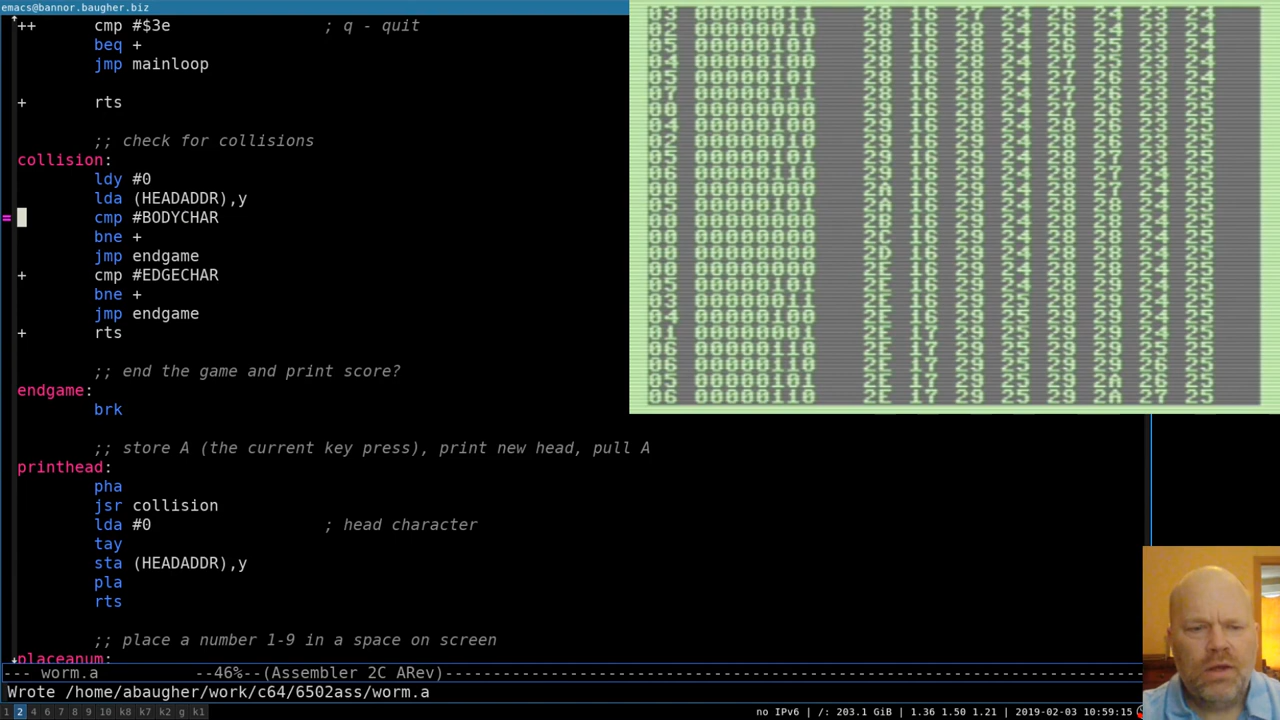 emacs@bannor.baugher.biz
++ cmp #$3e ; q - quit
beq +
jmp mainloop
+ rts
;; check for collisions
collision:
ldy #0
lda (HEADADDR),y
= cmp #BODYCHAR
bne +
jmp endgame
+ cmp #EDGECHAR
bne +
jmp endgame
+ rts
;; end the game and print score?
endgame:
brk
;; store A (the current key press), print new head, pull A
printhead:
pha
jsr collision
lda #0 ; head character
tay
sta (HEADADDR),y
pla
rts
;; place a number 1-9 in a space on screen
placeanum:
--- worm.a --46%--(Assembler 2C ARev)----------------
Wrote /home/abaugher/work/c64/6502ass/worm.a
1 2 4 6 5 7 8 9 10 k8 k7 k2 g k1
no IPv6 | /: 203.1 GiB | 1.36 1.50 1.21 | 2019-02-03 10:59:15
03 00000011 28 16 27 24 26 24 23 24
02 00000010 28 16 28 24 26 24 23 24
05 00000101 28 16 28 24 26 25 23 24
04 00000100 28 16 28 24 27 25 23 24
05 00000101 28 16 28 24 27 26 23 24
07 00000111 28 16 28 24 27 26 23 25
00 00000000 29 16 28 24 27 26 23 25
04 00000100 29 16 28 24 28 26 23 25
02 00000010 29 16 29 24 28 26 23 25
05 00000101 29 16 29 24 28 27 23 25
06 00000110 29 16 29 24 28 27 24 25
00 00000000 2A 16 29 24 28 27 24 25
05 00000101 2A 16 29 24 28 28 24 25
00 00000000 2B 16 29 24 28 28 24 25
00 00000000 2C 16 29 24 28 28 24 25
00 00000000 2D 16 29 24 28 28 24 25
00 00000000 2E 16 29 24 28 28 24 25
05 00000101 2E 16 29 24 28 29 24 25
03 00000011 2E 16 29 25 28 29 24 25
04 00000100 2E 16 29 25 29 29 24 25
01 00000001 2E 17 29 25 29 29 24 25
06 00000110 2E 17 29 25 29 29 25 25
06 00000110 2E 17 29 25 29 29 26 25
05 00000101 2E 17 29 25 29 2A 26 25
06 00000110 2E 17 29 25 29 2A 27 25